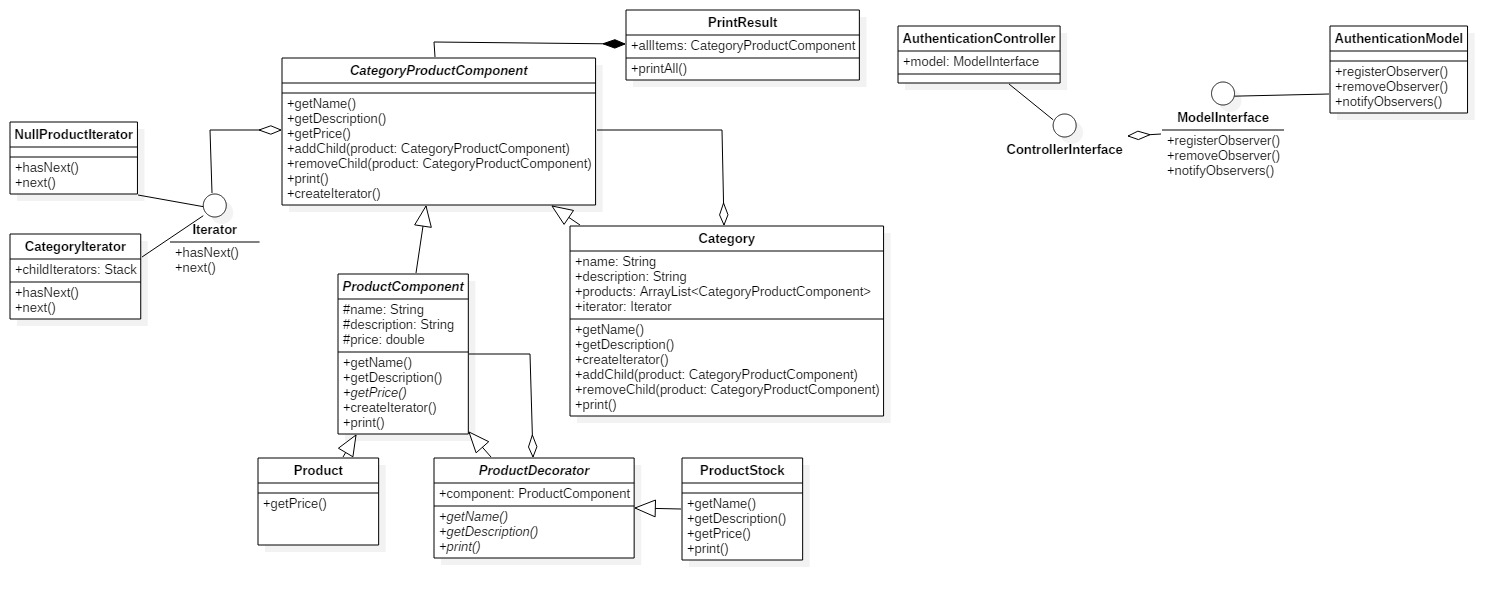 PrintResult
+allItems: CategoryProductComponent
+printAll()
CategoryProductComponent
+getName()
+getDescription()
+getPrice()
+addChild(product: CategoryProductComponent)
+removeChild(product: CategoryProductComponent)
+print()
+createIterator()
NullProductIterator
+hasNext()
+next()
CategoryIterator
+childIterators: Stack
+hasNext()
+next()
Iterator
+hasNext()
+next()
ProductComponent
#name: String
#description: String
#price: double
+getName()
+getDescription()
+getPrice()
+createIterator()
+print()
Category
+name: String
+description: String
+products: ArrayList<CategoryProductComponent>
+iterator: Iterator
+getName()
+getDescription()
+createIterator()
+addChild(product: CategoryProductComponent)
+removeChild(product: CategoryProductComponent)
+print()
Product
+getPrice()
ProductDecorator
+component: ProductComponent
+getName()
+getDescription()
+print()
ProductStock
+getName()
+getDescription()
+getPrice()
+print()
AuthenticationController
+model: ModelInterface
ControllerInterface
ModelInterface
+registerObserver()
+removeObserver()
+notifyObservers()
AuthenticationModel
+registerObserver()
+removeObserver()
+notifyObservers()